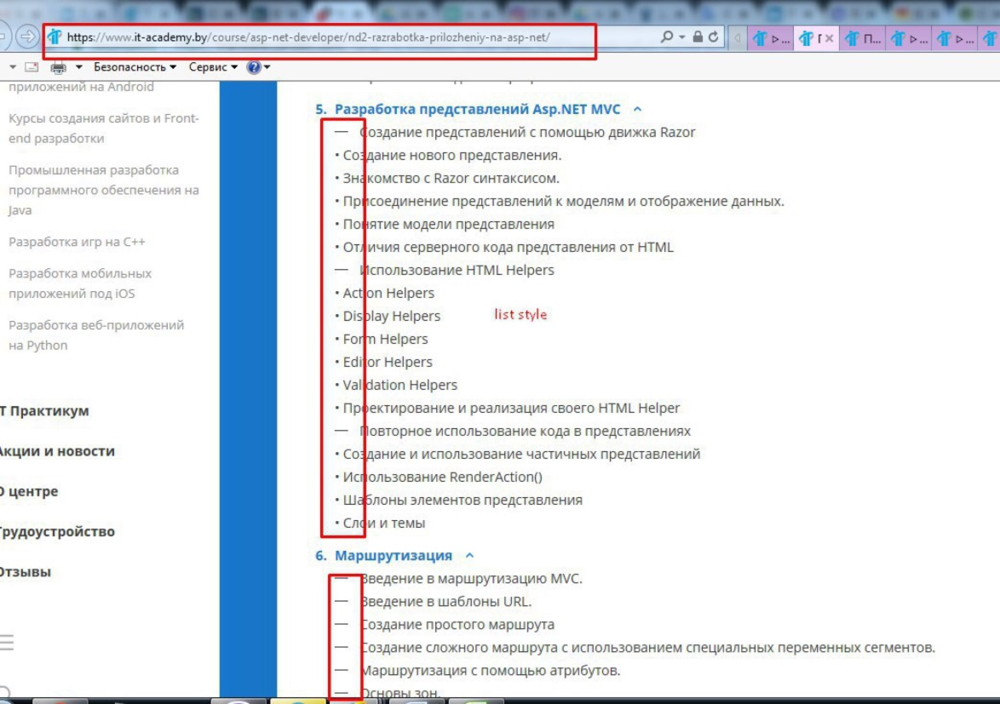 https://www.it-academy.by/course/asp-net-developer/nd2-razrabotka-prilozheniy-na-asp-net/
Безопасность Сервис
приложений на Android
Курсы создания сайтов и Front-
end разработки
Промышленная разработка
программного обеспечения на
Java
Разработка игр на C++
Разработка мобильных
приложений под iOS
Разработка веб-приложений
на Python
Т Практикум
Акции и новости
О центре
Трудоустройство
Отзывы
5. Разработка представлений Asp.NET MVC
— Создание представлений с помощью движка Razor
• Создание нового представления.
• Знакомство с Razor синтаксисом.
• Присоединение представлений к моделям и отображение данных.
• Понятие модели представления
• Отличия серверного кода представления от HTML
— Использование HTML Helpers
• Action Helpers
• Display Helpers
list style
• Form Helpers
• Editor Helpers
• Validation Helpers
• Проектирование и реализация своего HTML Helper
— Повторное использование кода в представлениях
• Создание и использование частичных представлений
• Использование RenderAction()
• Шаблоны элементов представления
• Слои и темы
6. Маршрутизация
— Введение в маршрутизацию MVC.
— Введение в шаблоны URL.
— Создание простого маршрута
— Создание сложного маршрута с использованием специальных переменных сегментов.
— Маршрутизация с помощью атрибутов.
— Основы зон.